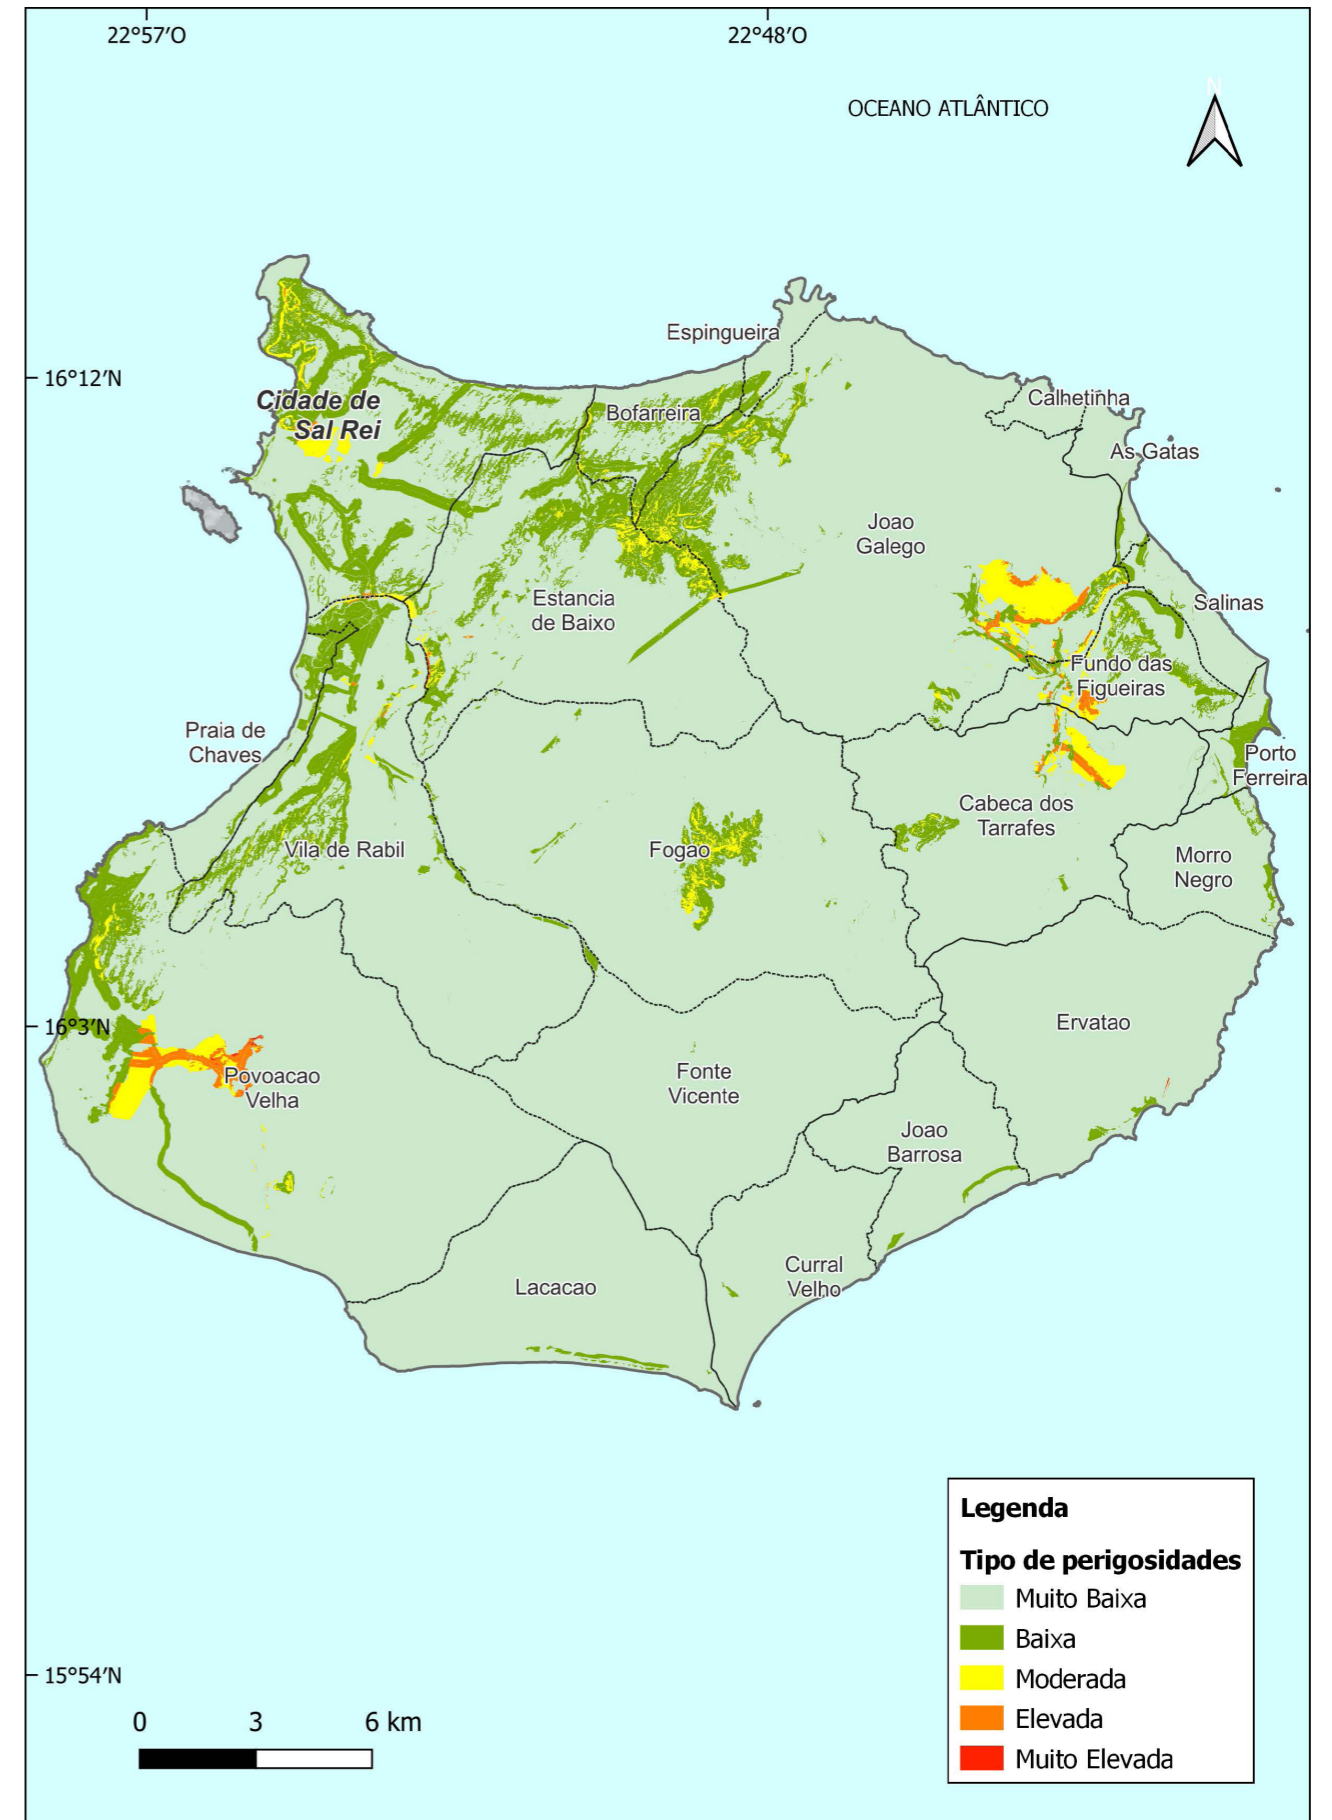 22°57'O
22°48'O
OCEANO ATLÂNTICO
N
Espingueira
16°12'N
Cidade de
Sal Rei
Bofarreira
Calhetinha
As Gatas
Joao
Galego
Estancia
de Baixo
Salinas
Fundo das
Figueiras
Praia de
Chaves
Porto
Ferreira
Cabeca dos
Tarrafes
Vila de Rabil
Fogao
Morro
Negro
16°3'N
Ervatao
Povoacao
Velha
Fonte
Vicente
Joao
Barrosa
Curral
Velho
Lacacao
Legenda
Tipo de perigosidades
Muito Baixa
Baixa
Moderada
Elevada
Muito Elevada
15°54'N
0 3 6 km